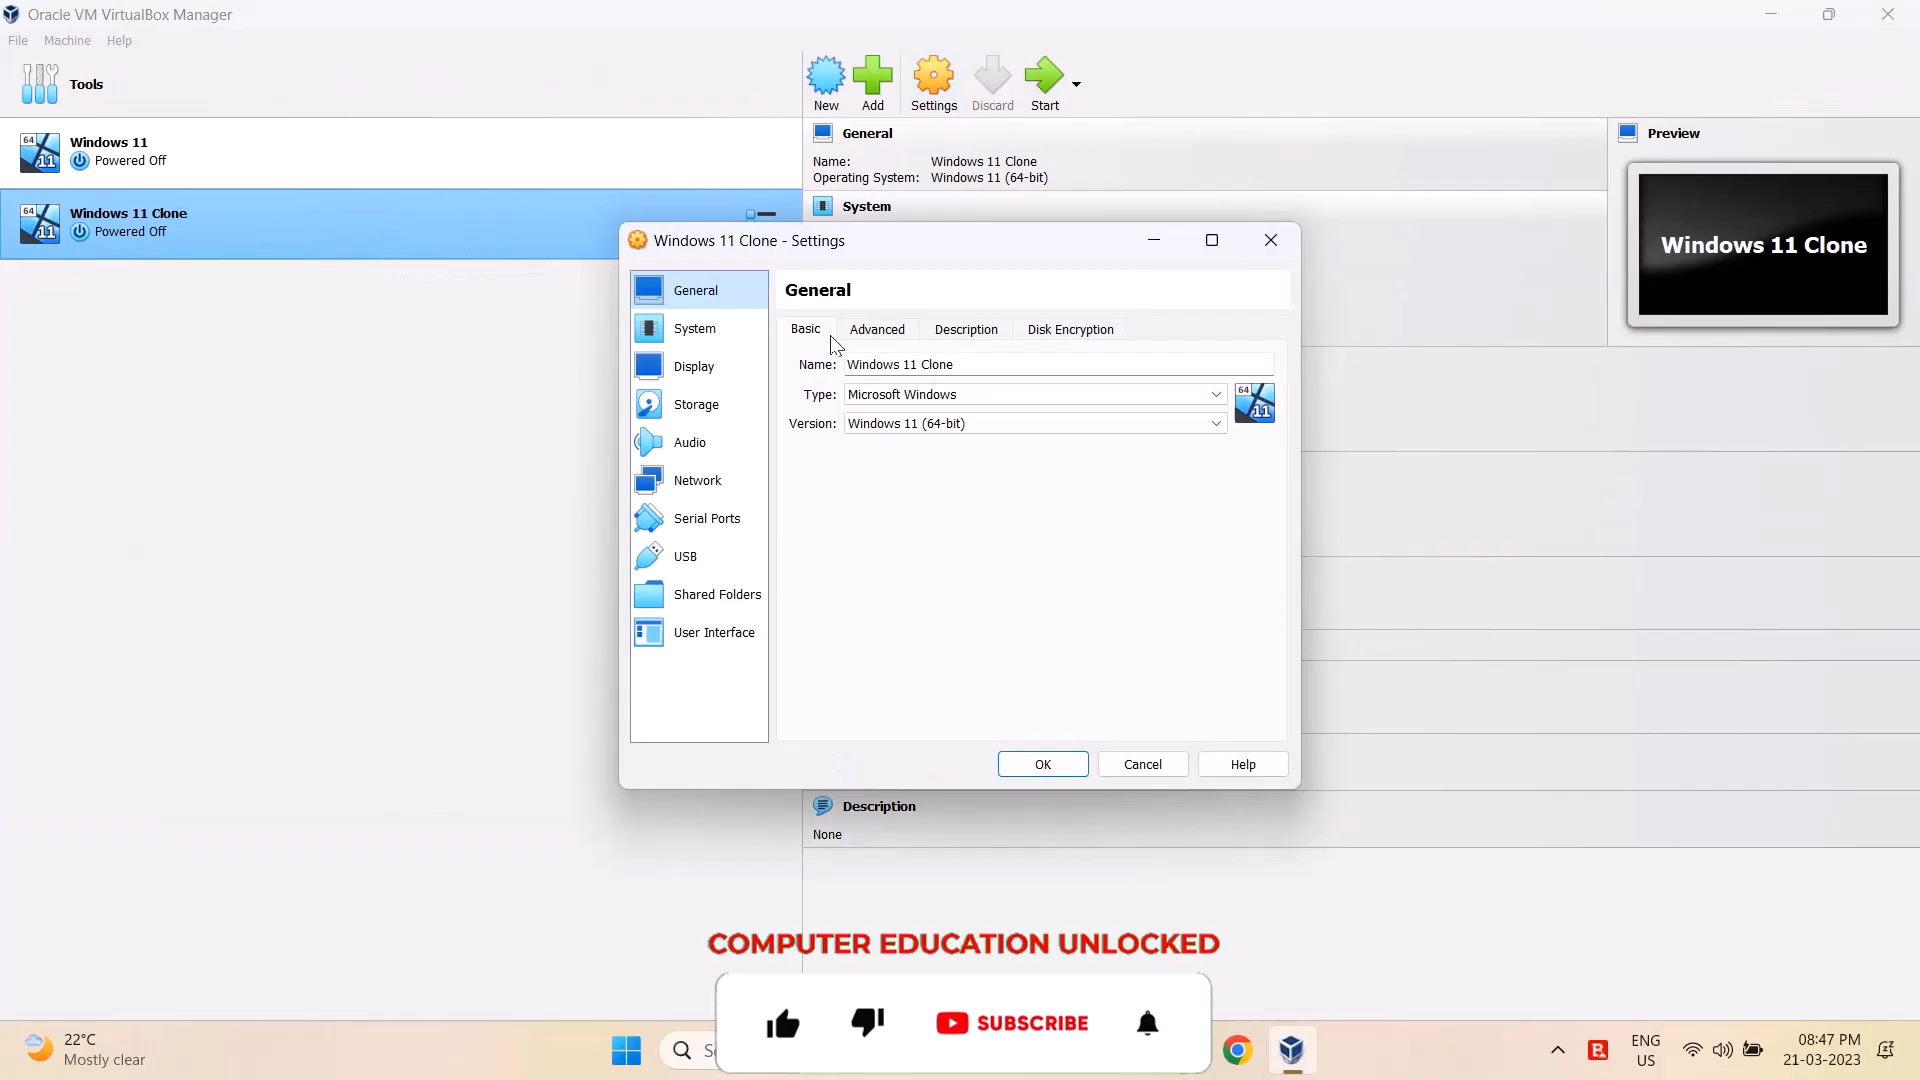 Oracle VM VirtualBox Manager
File Machine Help
Tools
New Add Settings Discard Start
Windows 11
Powered Off
Windows 11 Clone
Powered Off
General
Name: Windows 11 Clone
Operating System: Windows 11 (64-bit)
System
Preview
Windows 11 Clone
Windows 11 Clone - Settings
General
System
Display
Storage
Audio
Network
Serial Ports
USB
Shared Folders
User Interface
General
Basic Advanced Description Disk Encryption
Name: Windows 11 Clone
Type: Microsoft Windows
Version: Windows 11 (64-bit)
64
11
OK Cancel Help
Description
None
COMPUTER EDUCATION UNLOCKED
SUBSCRIBE
22°C
Mostly clear
ENG
US
08:47 PM
21-03-2023